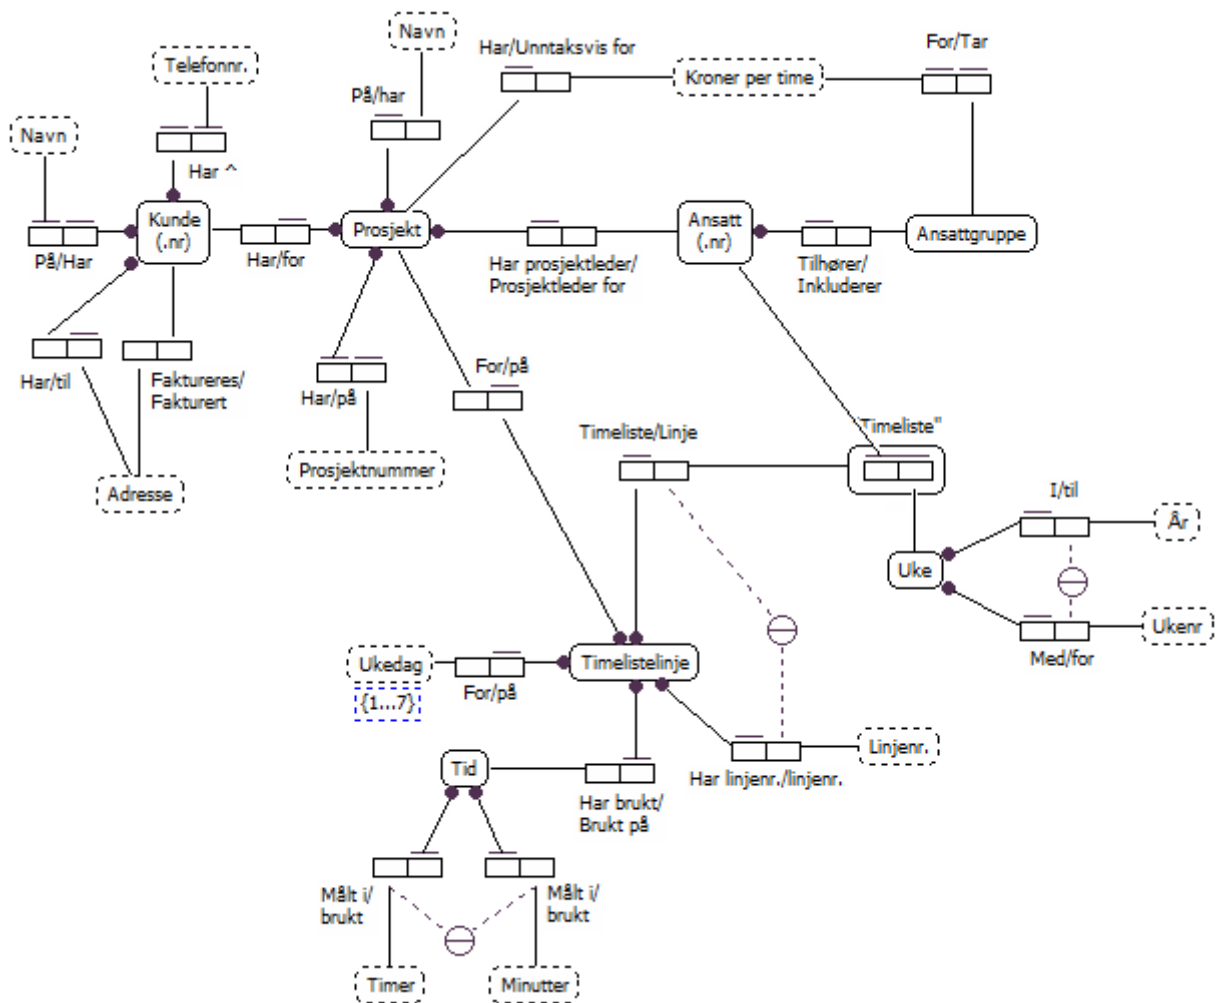 Navn
Har/Unntaksvis for
For/Tar
Telefonnr.
Kroner per time
På/har
Navn
Har ^
Kunde
(.nr)
Prosjekt
Ansatt
(.nr)
Ansattgruppe
På/Har
Har/for
Har prosjektleder/
Prosjektleder for
Tilhører/
Inkluderer
Har/til
Faktureres/
Fakturert
Har/på
For/på
Timeliste/Linje
"Timeliste"
Adresse
Prosjektnummer
I/til
År
Uke
Ukenr
Med/for
Ukedag
{1...7}
For/på
Timelistelinje
Linjenr.
Har linjenr./linjenr.
Tid
Har brukt/
Brukt på
Målt i/
brukt
Målt i/
brukt
Timer
Minutter